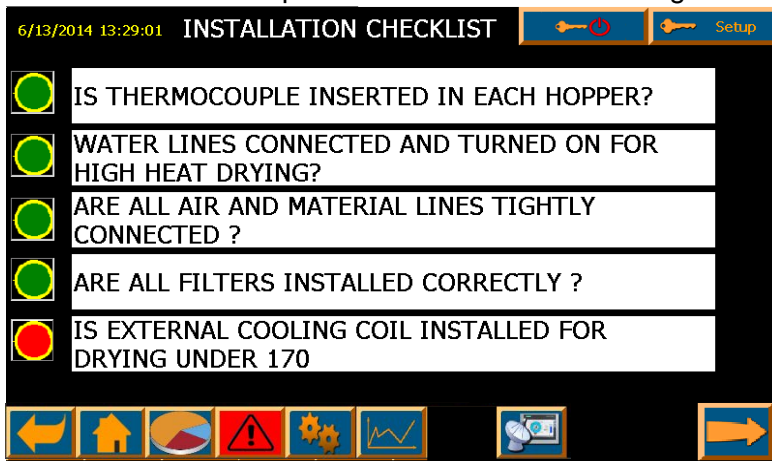 6/13/2014 13:29:01 INSTALLATION CHECKLIST Setup
IS THERMOCOUPLE INSERTED IN EACH HOPPER?
WATER LINES CONNECTED AND TURNED ON FOR
HIGH HEAT DRYING?
ARE ALL AIR AND MATERIAL LINES TIGHTLY
CONNECTED ?
ARE ALL FILTERS INSTALLED CORRECTLY ?
IS EXTERNAL COOLING COIL INSTALLED FOR
DRYING UNDER 170